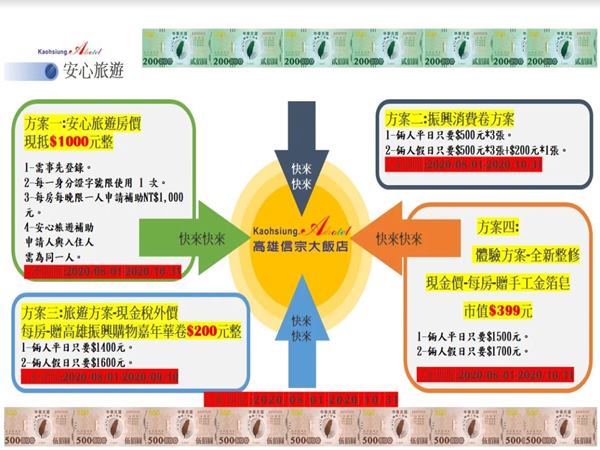 Kaohsiung.A hotel
安心旅遊
方案一:安心旅遊房價
現抵$1000元整
1-需事先登錄。
2-每一身分證字號限使用 1 次。
3-每房每晚限一人申請補助NT$1,000
元。
4-安心旅遊補助
申請人與入住人
需為同一人。
2020-08-01-2020-10-31
快來
快來
方案二:振興消費卷方案
1-倆人平日只要$500元*3張。
2-倆人假日只要$500元*3張+$200元*1張。
2020-08-01-2020-10-31
快來快來
Kaohsiung.A hotel
高雄信宗大飯店
快來快來
方案四:
體驗方案-全新整修
現金價-每房-贈手工金箔皂
市值$399元
1-倆人平日只要$1500元。
2-倆人假日只要$1700元。
2020-08-01-2020-10-31
方案三:旅遊方案-現金稅外價
每房-贈高雄振興購物嘉年華卷$200元整
1-倆人平日只要$1400元。
2-倆人假日只要$1600元。
2020-08-01-2020-09-16
快來
快來
2020-08-01-2020-10-31